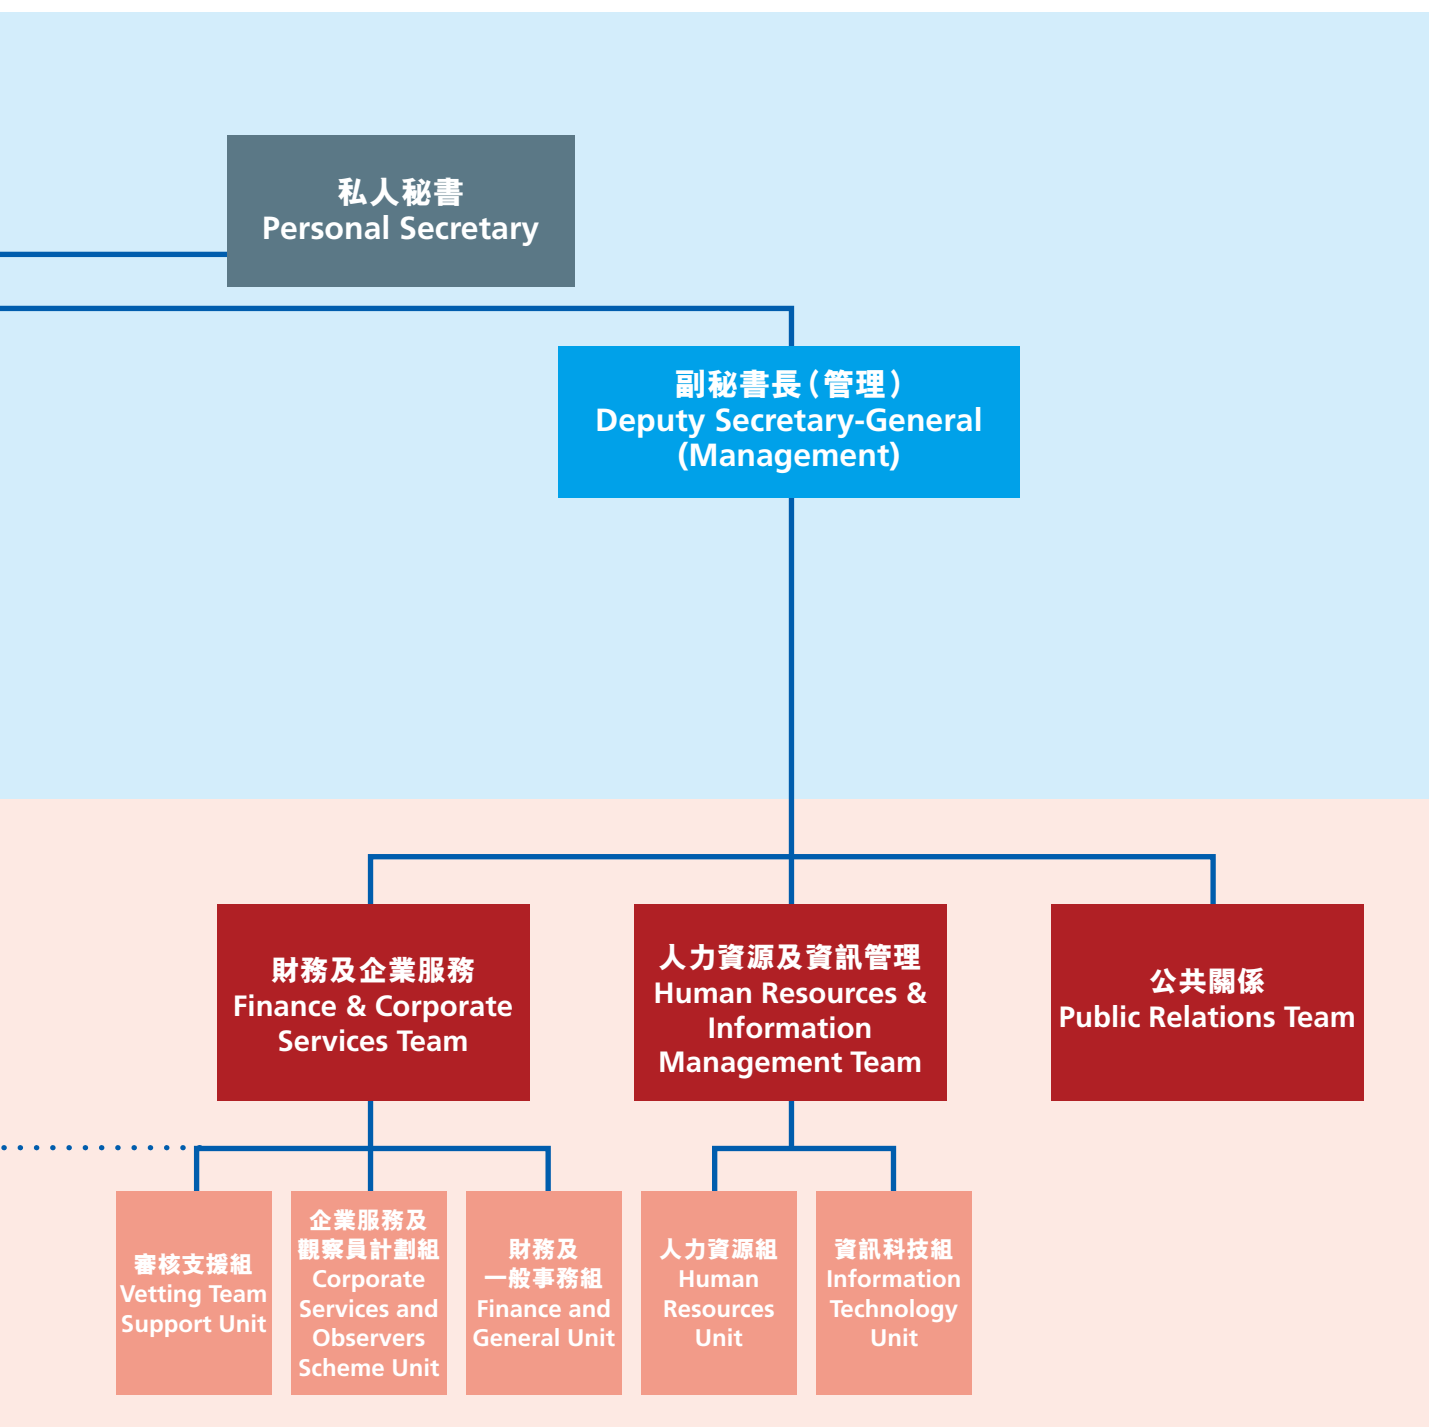 私人秘書
Personal Secretary
副秘書長(管理)
Deputy Secretary-General
(Management)
財務及企業服務
Finance & Corporate
Services Team
人力資源及資訊管理
Human Resources &
Information
Management Team
公共關係
Public Relations Team
審核支援組
Vetting Team
Support Unit
企業服務及
觀察員計劃組
Corporate
Services and
Observers
Scheme Unit
財務及
一般事務組
Finance and
General Unit
人力資源組
Human
Resources
Unit
資訊科技組
Information
Technology
Unit